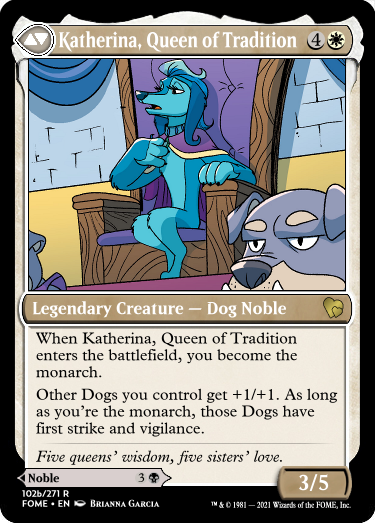 Katherina, Queen of Tradition 4
Legendary Creature — Dog Noble
When Katherina, Queen of Tradition
enters the battlefield, you become the
monarch.
Other Dogs you control get +1/+1. As long
as you're the monarch, those Dogs have
first strike and vigilance.
Five queens' wisdom, five sisters' love.
Noble 3
3/5
102b/271 R
FOME • EN Brianna Garcia
™ & © 1981 — 2021 Wizards of the FOME, Inc.